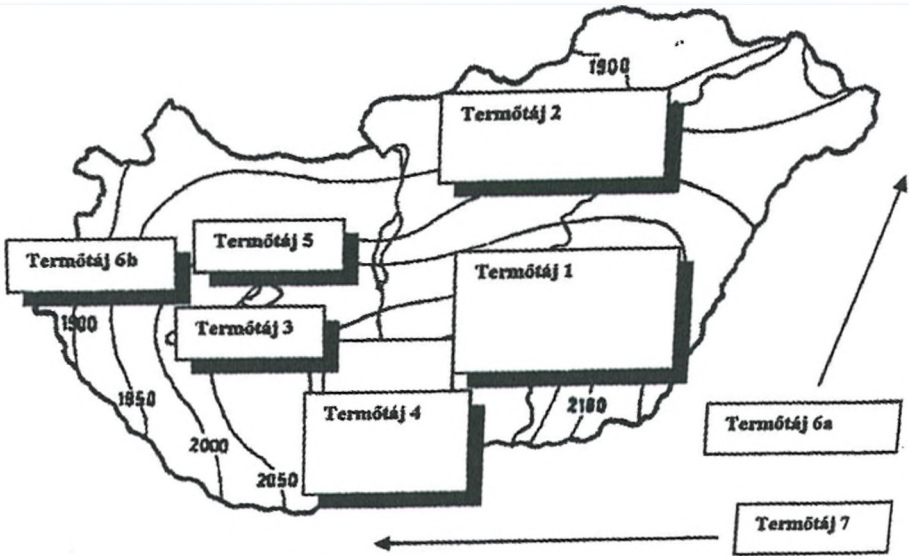 1900
Termőtáj 2
Termőtáj 5
Termőtáj 6b
Termőtáj 1
Termőtáj 3
1900
1950
Termőtáj 4
2100
Termőtáj 6a
2000
2050
Termőtáj 7